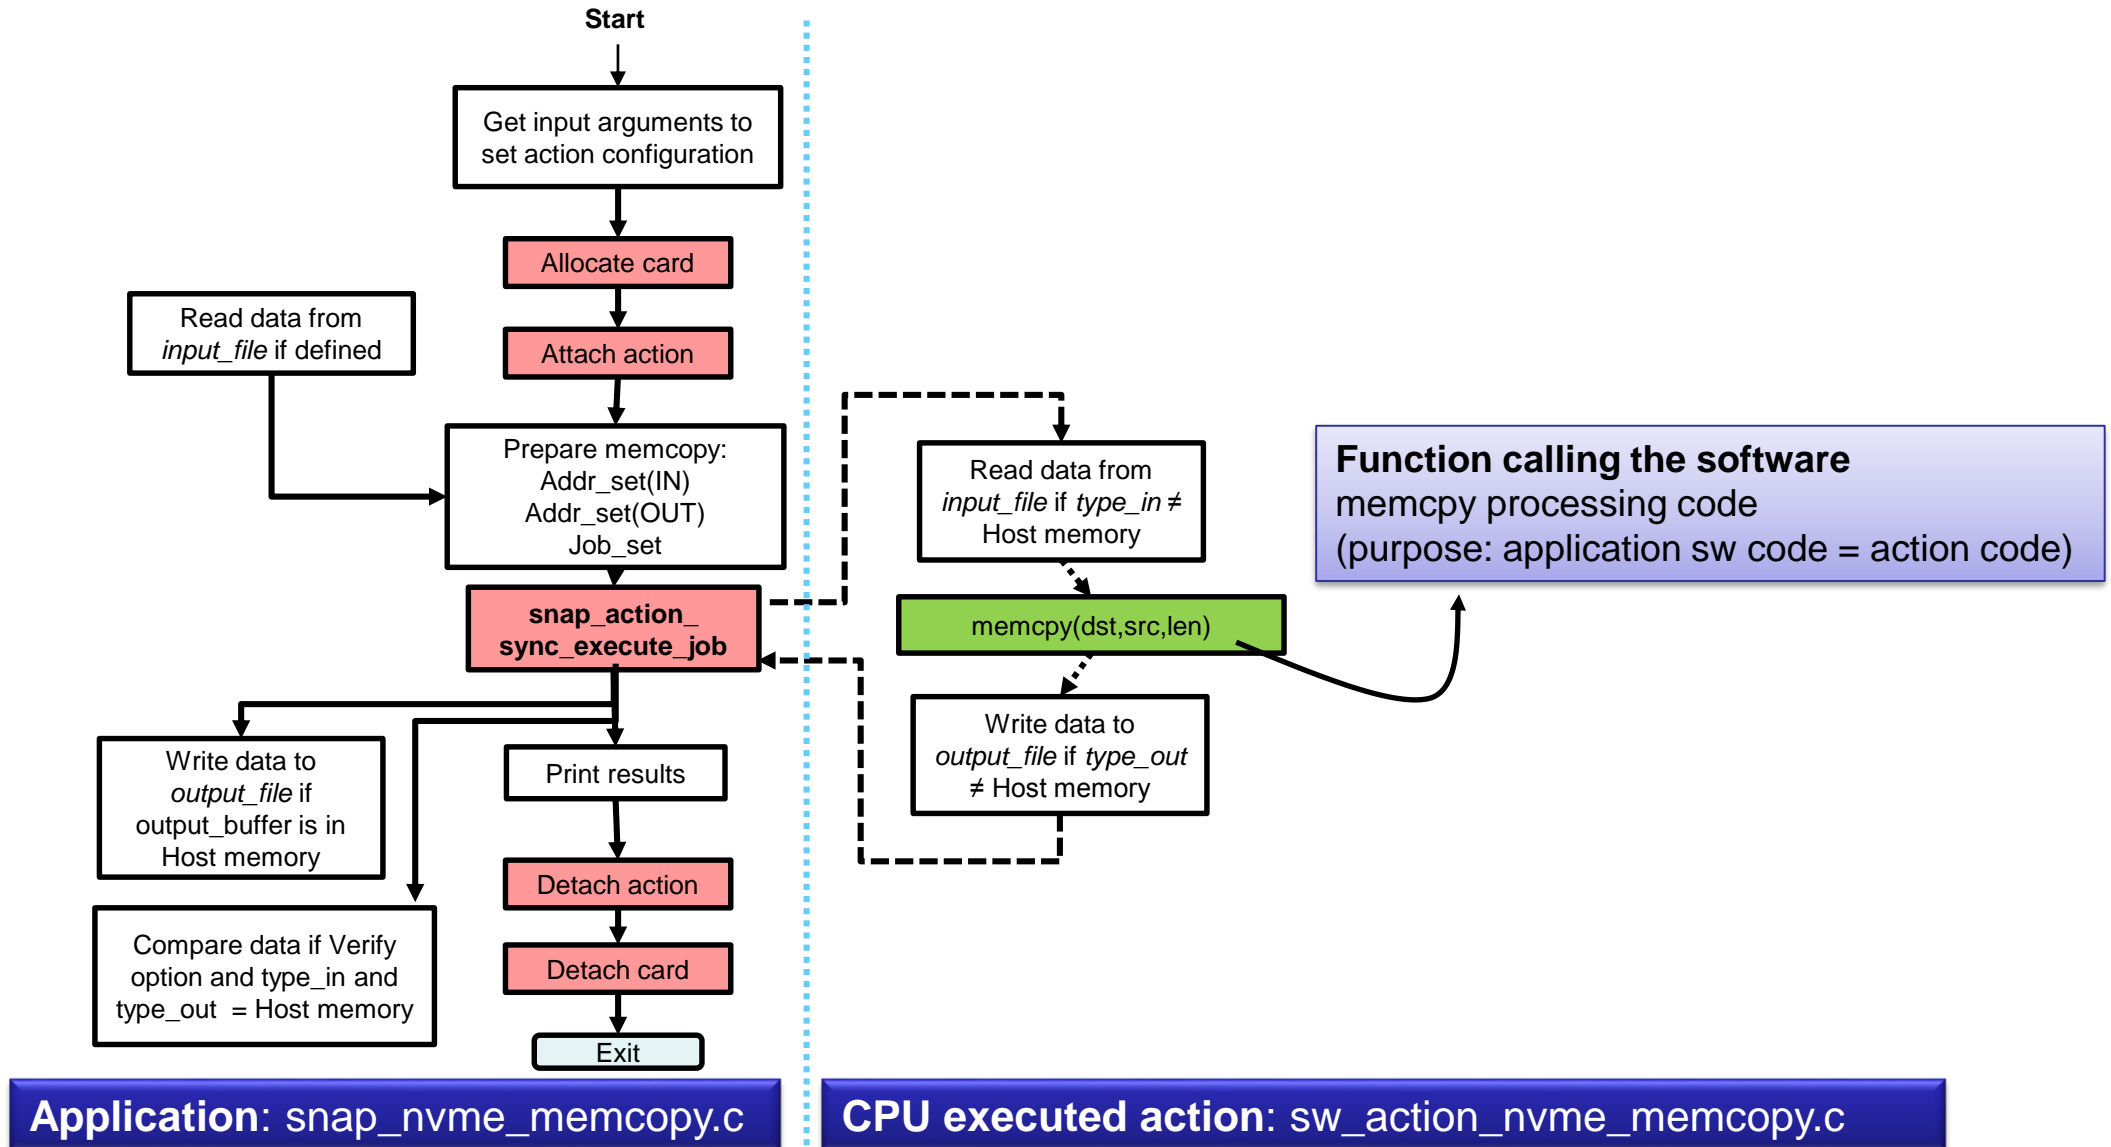 Start
Get input arguments to
set action configuration
Allocate card
Read data from
input_file if defined
Attach action
Prepare memcopy:
Addr_set(IN)
Addr_set(OUT)
Job_set
snap_action_
sync_execute_job
Write data to
output_file if
output_buffer is in
Host memory
Print results
Compare data if Verify
option and type_in and
type_out = Host memory
Detach action
Detach card
Exit
Read data from
input_file if type_in ≠
Host memory
memcpy(dst,src,len)
Write data to
output_file if type_out
≠ Host memory
Function calling the software
memcpy processing code
(purpose: application sw code = action code)
Application: snap_nvme_memcopy.c
CPU executed action: sw_action_nvme_memcopy.c